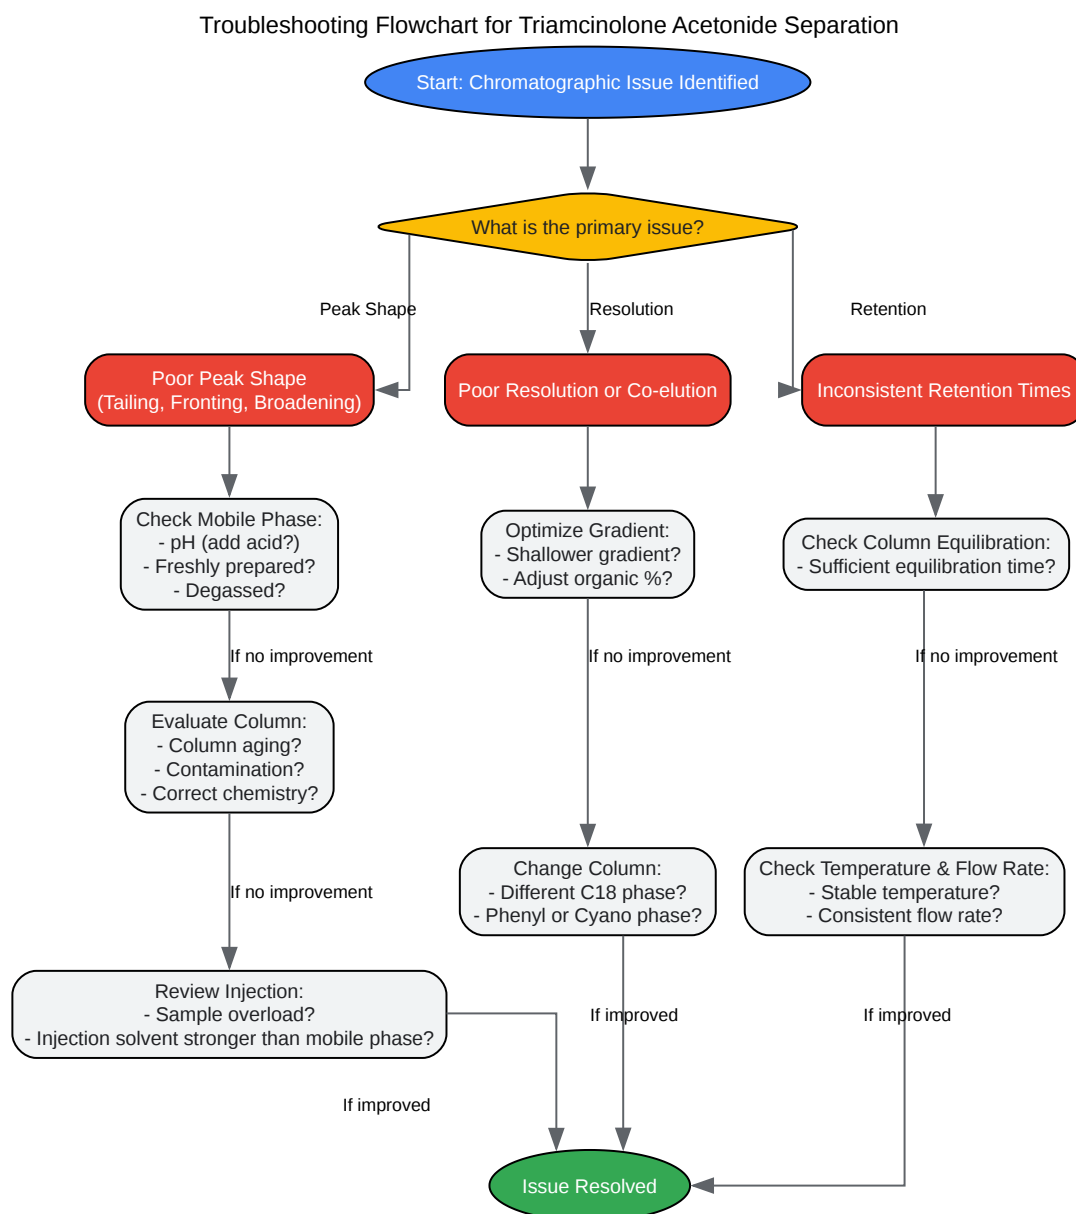 Troubleshooting Flowchart for Triamcinolone Acetonide Separation
Start: Chromatographic Issue Identified
What is the primary issue?
Peak Shape
Resolution
Retention
Poor Peak Shape
(Tailing, Fronting, Broadening)
Poor Resolution or Co-elution
Inconsistent Retention Times
Check Mobile Phase:
- pH (add acid?)
- Freshly prepared?
- Degassed?
Optimize Gradient:
- Shallower gradient?
- Adjust organic %?
Check Column Equilibration:
- Sufficient equilibration time?
If no improvement
If no improvement
If no improvement
Evaluate Column:
- Column aging?
- Contamination?
- Correct chemistry?
If no improvement
Change Column:
- Different C18 phase?
- Phenyl or Cyano phase?
Check Temperature & Flow Rate:
- Stable temperature?
- Consistent flow rate?
Review Injection:
- Sample overload?
- Injection solvent stronger than mobile phase?
If improved
If improved
If improved
Issue Resolved